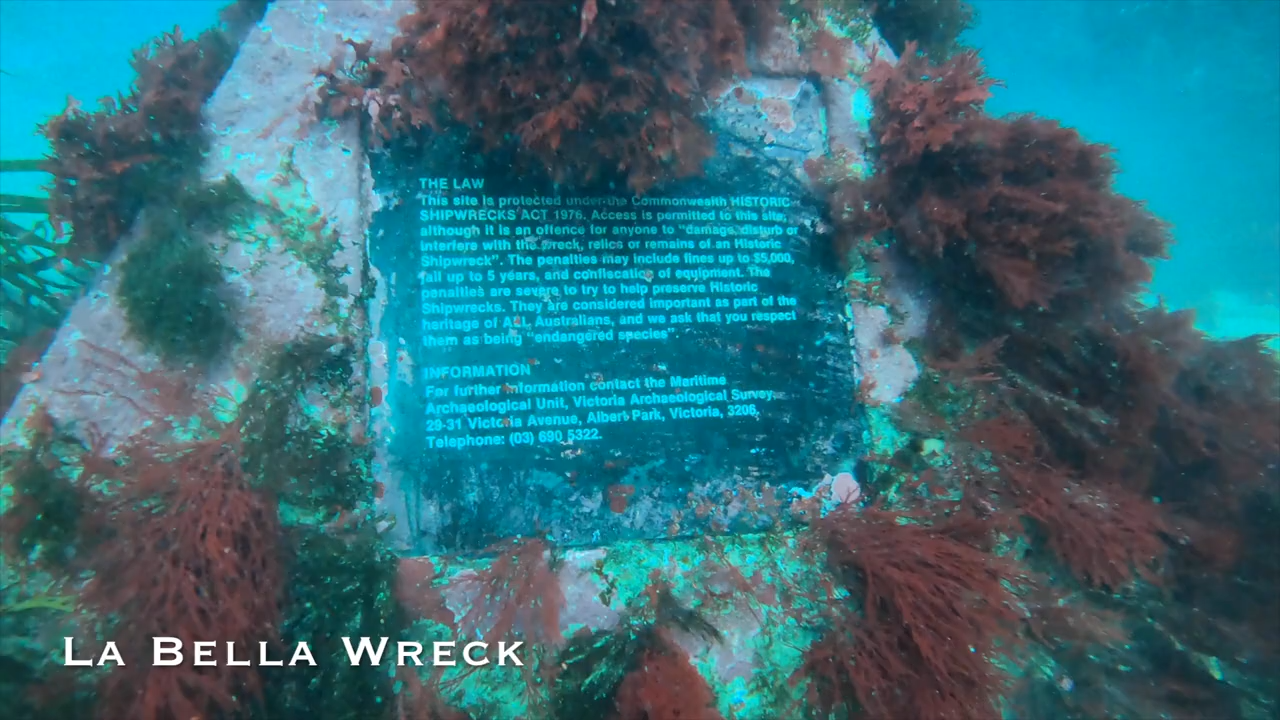 THE LAW
This site is protected under the Commonwealth HISTORIC
SHIPWRECKS ACT 1976. Access is permitted to this site,
although it is an offence for anyone to "damage, disturb or
interfere with the wreck, relics or remains of an Historic
Shipwreck". The penalties may include fines up to $5,000,
jail up to 5 years, and confiscation of equipment. The
penalties are severe to try to help preserve Historic
Shipwrecks. They are considered important as part of the
heritage of ALL Australians, and we ask that you respect
them as being "endangered species"
INFORMATION
For further information contact the Maritime
Archaeological Unit, Victoria Archaeological Survey,
29-31 Victoria Avenue, Albert Park, Victoria, 3206.
Telephone: (03) 690 5322.
LA BELLA WRECK